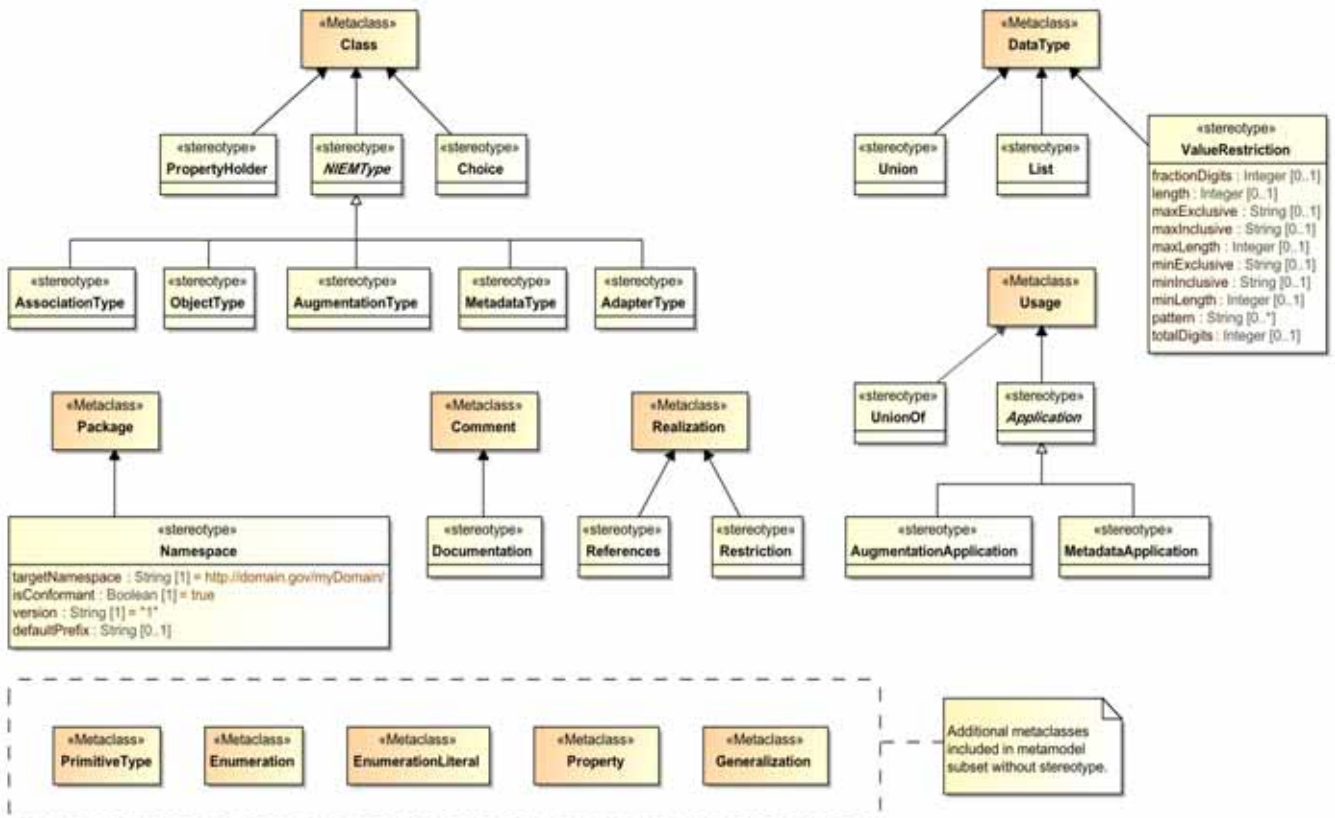 «Metaclass»
Class
«Metaclass»
DataType
«stereotype»
PropertyHolder
«stereotype»
NIEMType
«stereotype»
Choice
«stereotype»
Union
«stereotype»
List
«stereotype»
ValueRestriction
fractionDigits : Integer [0..1]
length : Integer [0..1]
maxExclusive : String [0..1]
maxInclusive : String [0..1]
maxLength : Integer [0..1]
minExclusive : String [0..1]
minInclusive : String [0..1]
minLength : Integer [0..1]
pattern : String [0..*]
totalDigits : Integer [0..1]
«stereotype»
AssociationType
«stereotype»
ObjectType
«stereotype»
AugmentationType
«stereotype»
MetadataType
«stereotype»
AdapterType
«Metaclass»
Usage
«stereotype»
UnionOf
«stereotype»
Application
«Metaclass»
Package
«Metaclass»
Comment
«Metaclass»
Realization
«stereotype»
Namespace
targetNamespace : String [1] = http://domain.gov/myDomain/
isConformant : Boolean [1] = true
version : String [1] = "1"
defaultPrefix : String [0..1]
«stereotype»
Documentation
«stereotype»
References
«stereotype»
Restriction
«stereotype»
AugmentationApplication
«stereotype»
MetadataApplication
«Metaclass»
PrimitiveType
«Metaclass»
Enumeration
«Metaclass»
EnumerationLiteral
«Metaclass»
Property
«Metaclass»
Generalization
Additional metaclasses
included in metamodel
subset without stereotype.